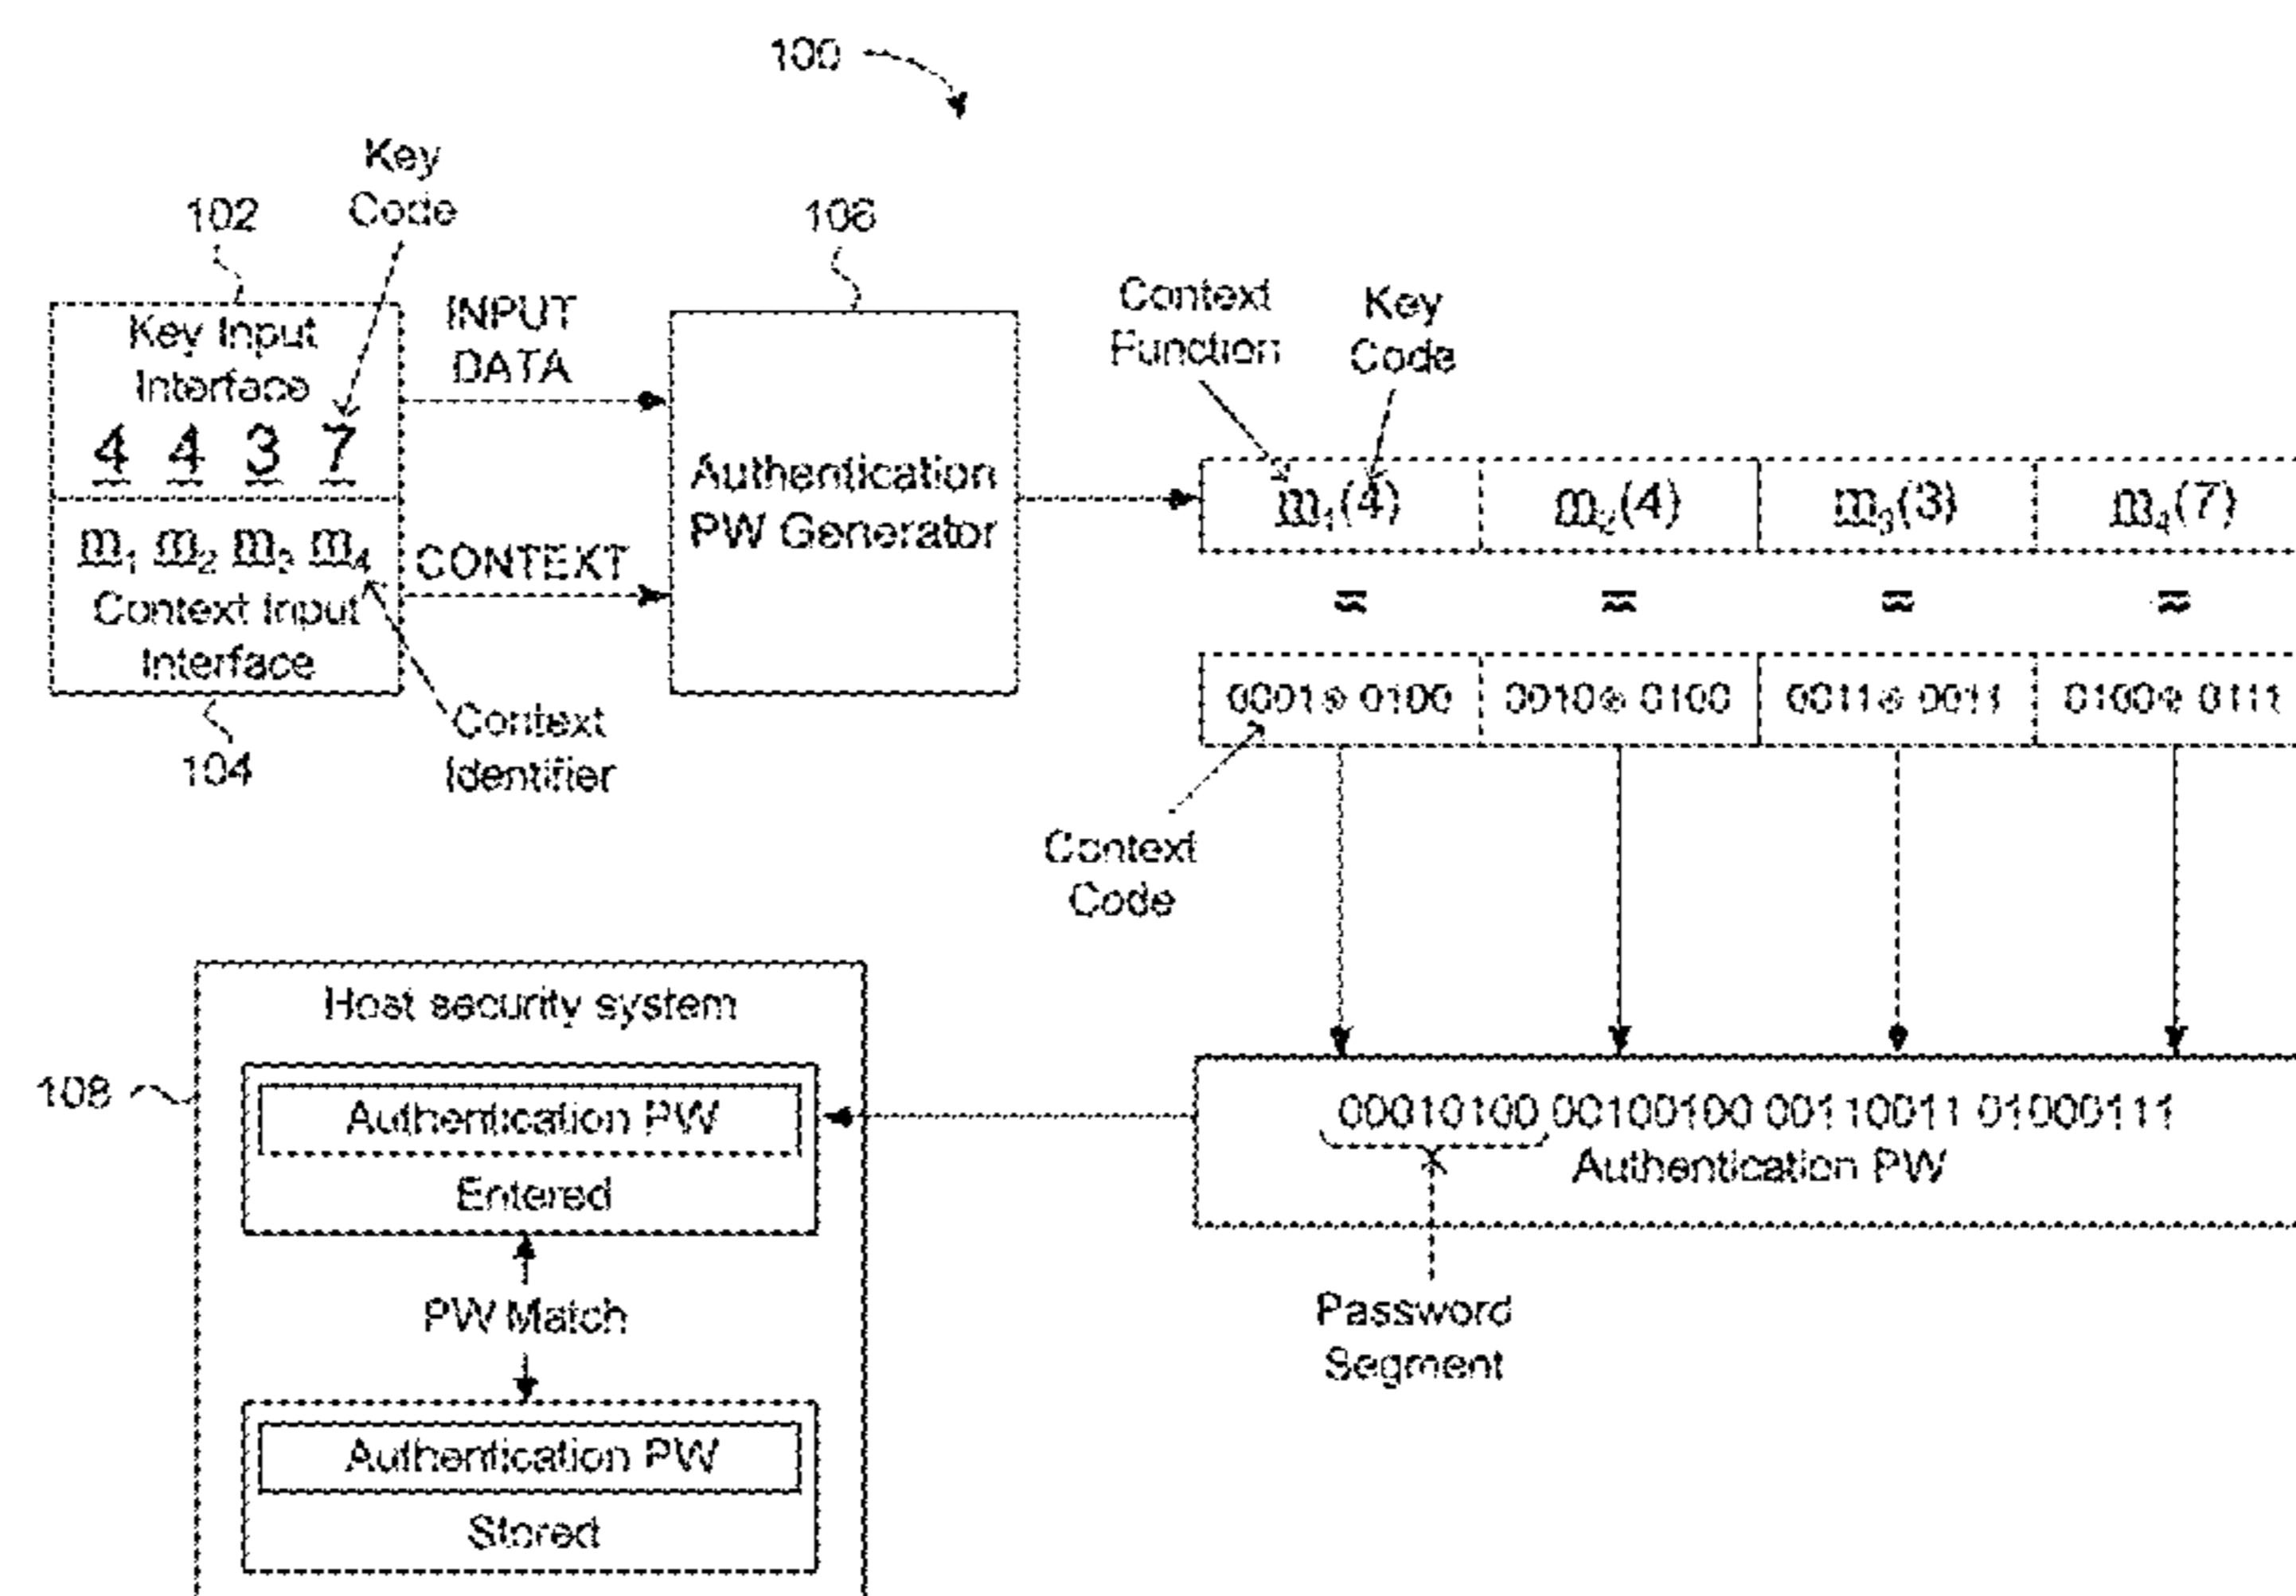 100
Key
Code
102
106
Key Input
Interface
4 4 3 7
INPUT
DATA
m₁ m₂ m₃ m₄
CONTEXT
Context Input
Interface
104
Context
Identifier
Authentication
PW Generator
Context
Function
Key
Code
m₁(4) m₂(4) m₃(3) m₄(7)
= = = =
0001⊕0100 0010⊕0100 0011⊕0011 0100⊕0111
Context
Code
00010100 00100100 00110011 01000111
Authentication PW
Password
Segment
108
Host security system
Authentication PW
Entered
PW Match
Authentication PW
Stored